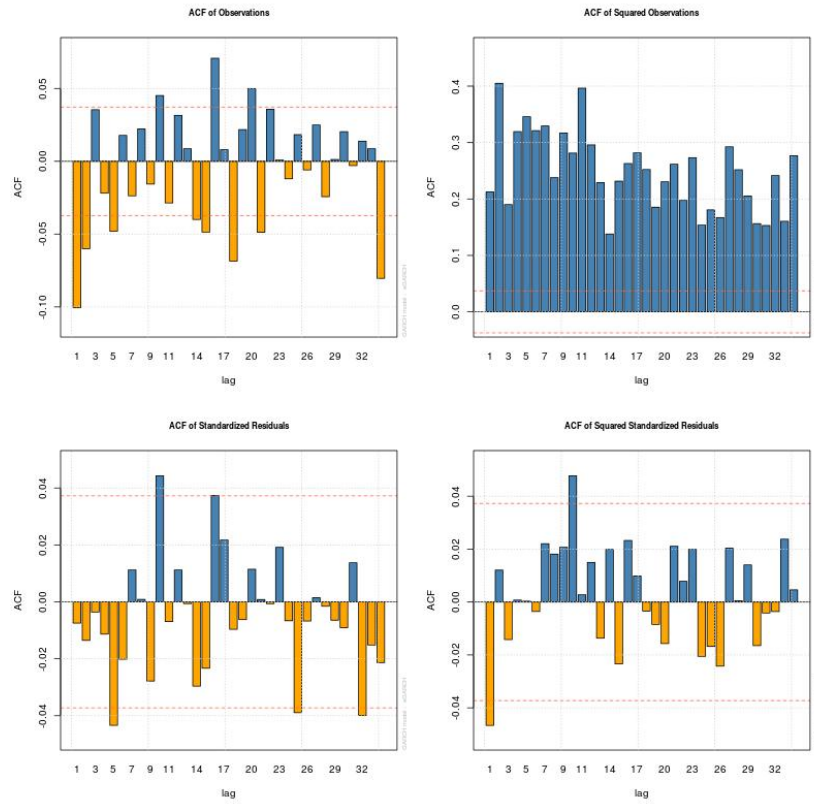 ACF of Observations
ACF
0.05
0.00
-0.05
-0.10
1 3 5 7 9 11 14 17 20 23 26 29 32
lag
sGARCH model : sGARCH
ACF of Squared Observations
ACF
0.4
0.3
0.2
0.1
0.0
1 3 5 7 9 11 14 17 20 23 26 29 32
lag
ACF of Standardized Residuals
ACF
0.04
0.02
0.00
-0.02
-0.04
1 3 5 7 9 11 14 17 20 23 26 29 32
lag
ACF of Squared Standardized Residuals
ACF
0.04
0.02
0.00
-0.02
-0.04
1 3 5 7 9 11 14 17 20 23 26 29 32
lag